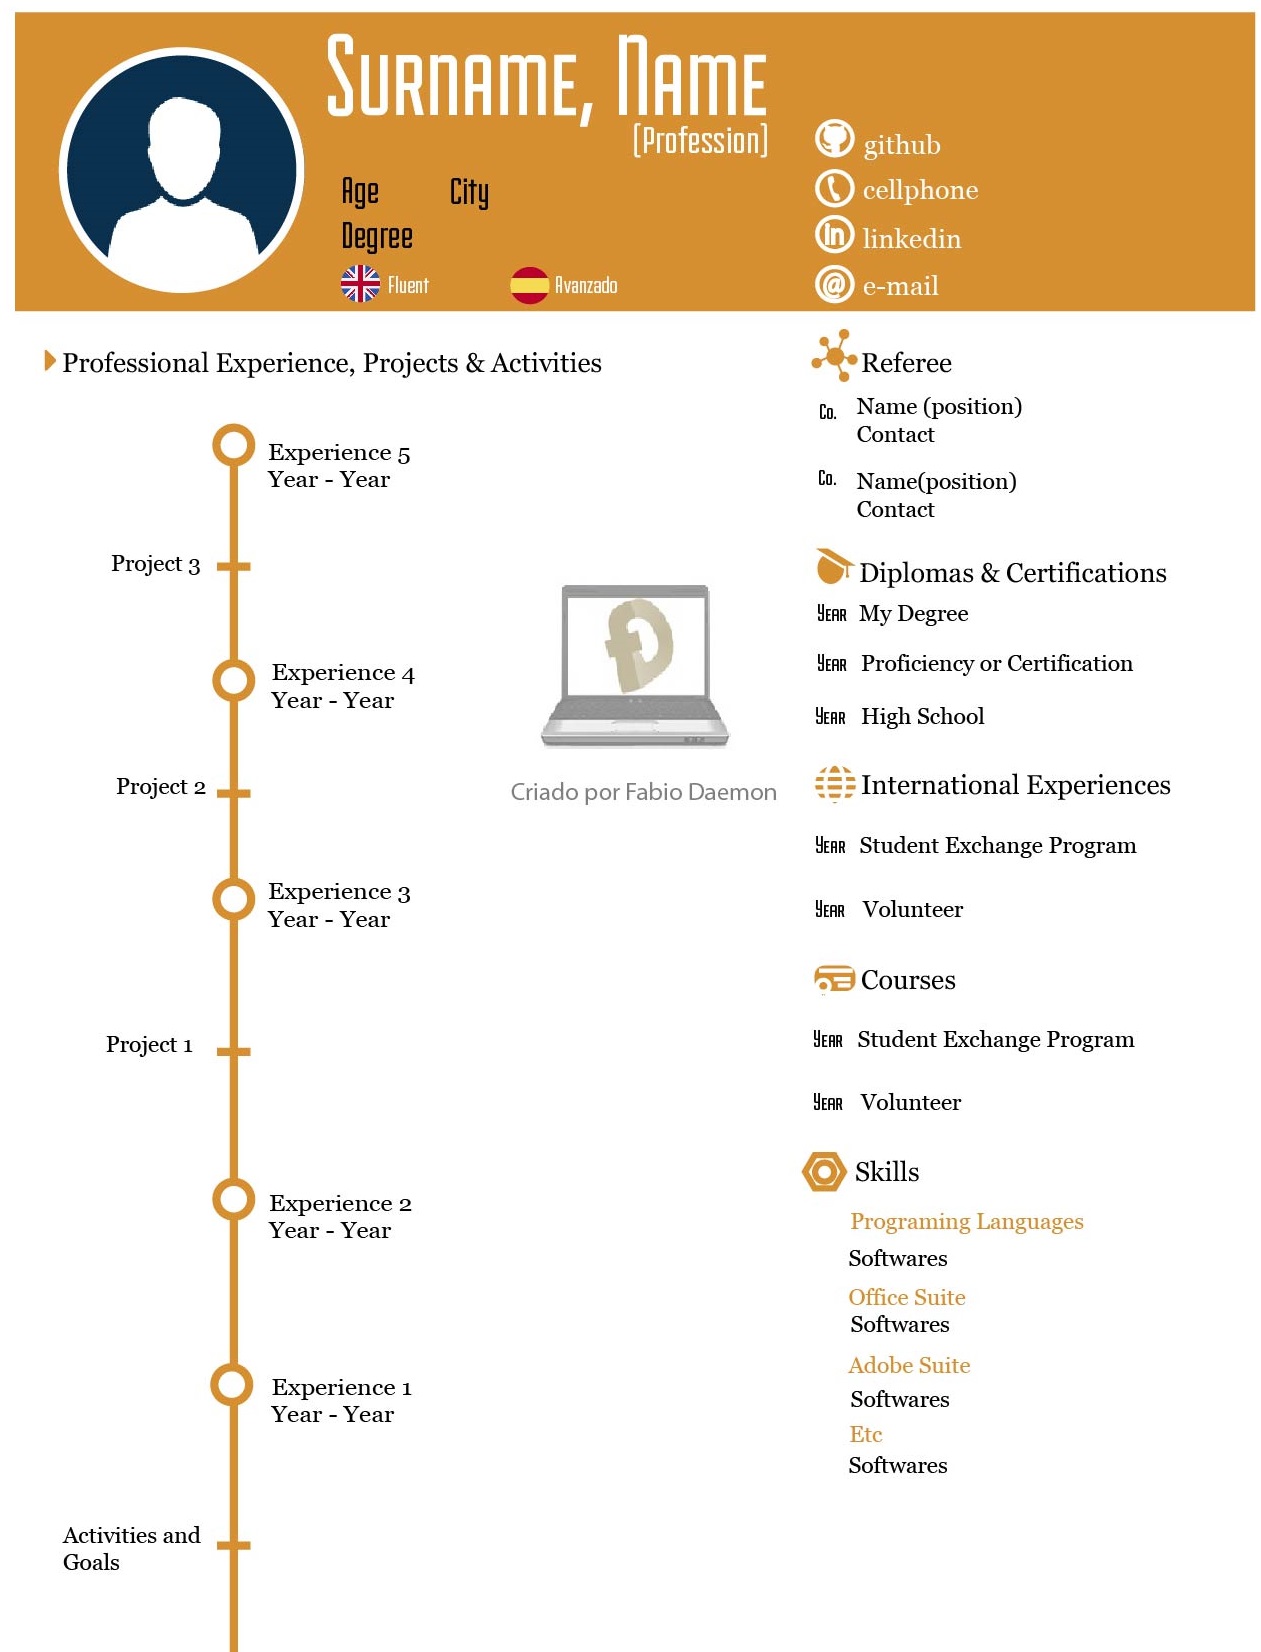 Surname, Name
[Profession]
Age City
Degree
Fluent Avanzado
github
cellphone
linkedin
e-mail
Professional Experience, Projects & Activities
Experience 5
Year - Year
Project 3
Experience 4
Year - Year
Project 2
Experience 3
Year - Year
Project 1
Experience 2
Year - Year
Experience 1
Year - Year
Activities and
Goals
Criado por Fabio Daemon
Referee
Co. Name (position)
Contact
Co. Name(position)
Contact
Diplomas & Certifications
Year My Degree
Year Proficiency or Certification
Year High School
International Experiences
Year Student Exchange Program
Year Volunteer
Courses
Year Student Exchange Program
Year Volunteer
Skills
Programing Languages
Softwares
Office Suite
Softwares
Adobe Suite
Softwares
Etc
Softwares